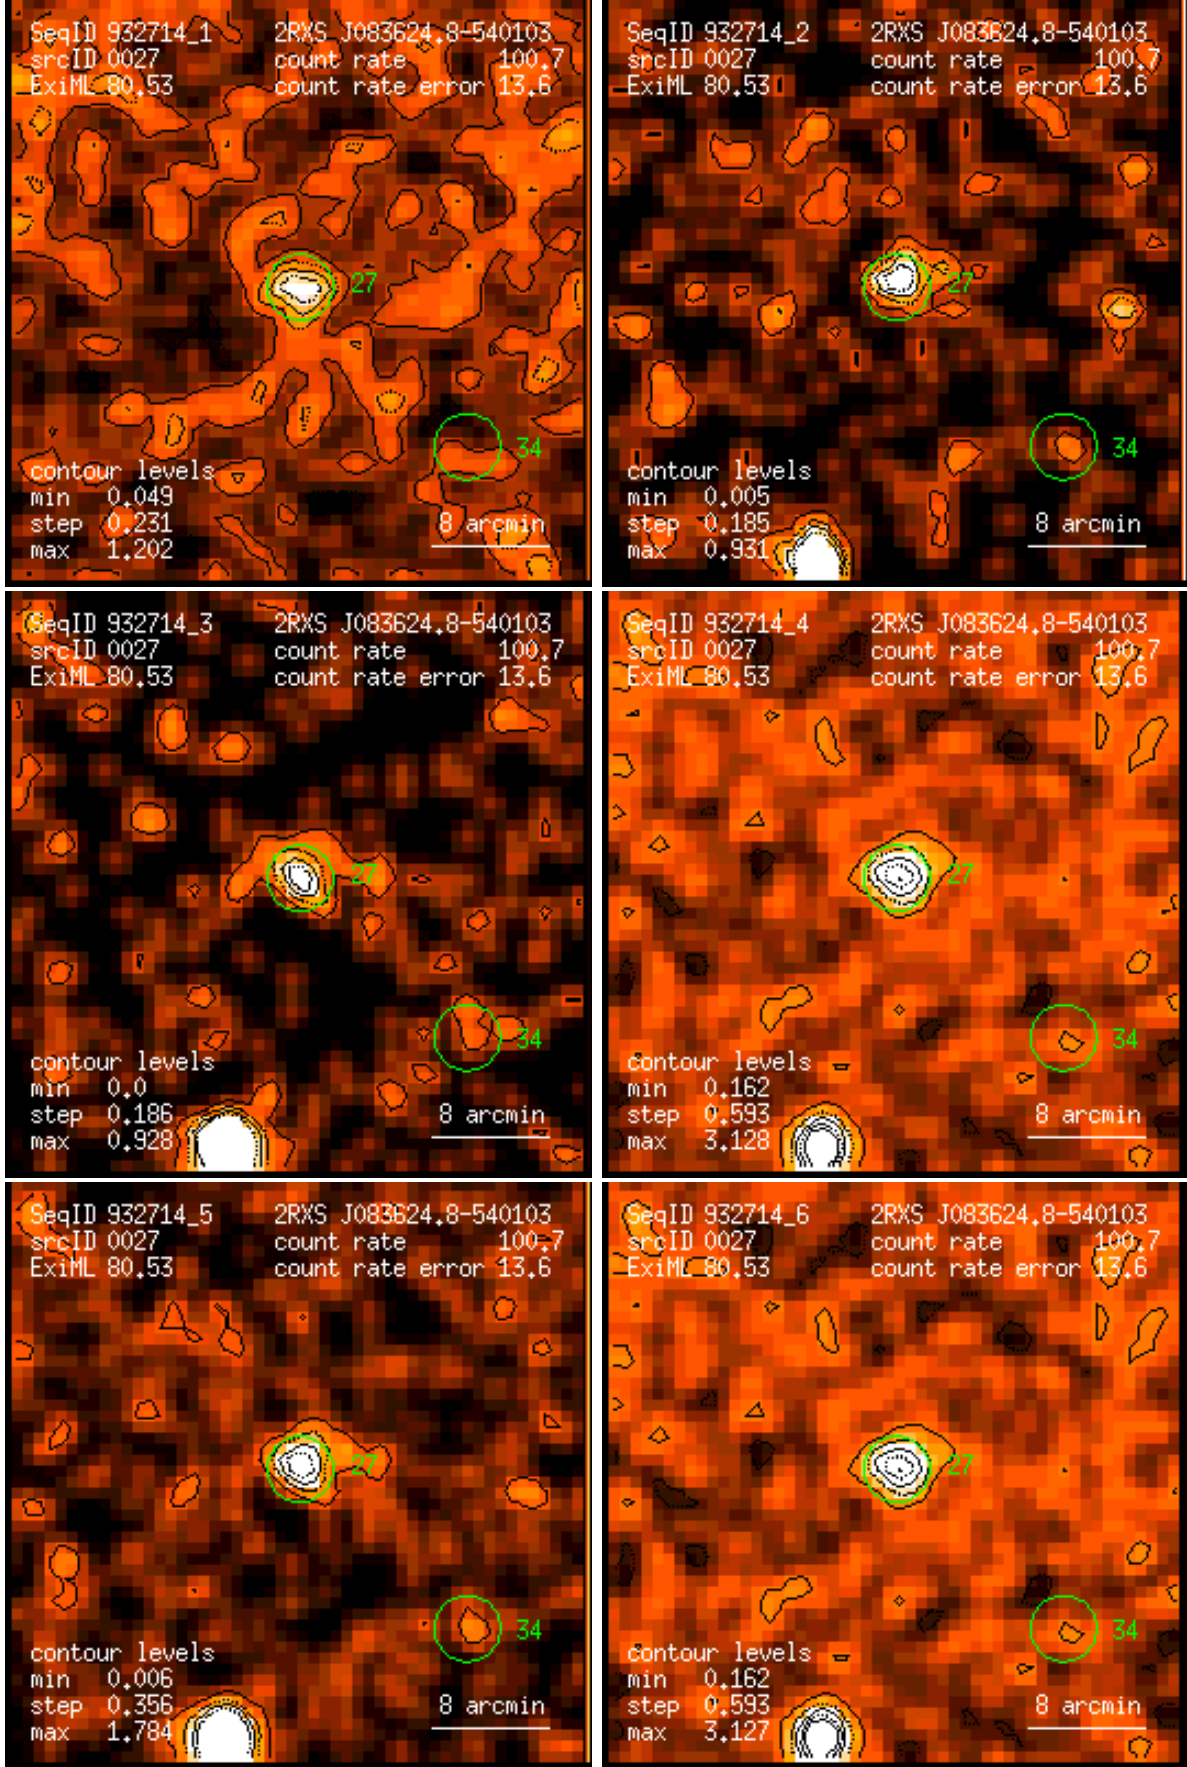 SeqID 932714_1 2RXS J083624.8-540103
srcID 0027 count rate 100.7
ExiML 80.53 count rate error 13.6
27
34
contour levels
min 0.049
step 0.231 8 arcmin
max 1.202
SeqID 932714_2 2RXS J083624.8-540103
srcID 0027 count rate 100.7
ExiML 80.53 count rate error 13.6
27
34
contour levels
min 0.005
step 0.185 8 arcmin
max 0.931
SeqID 932714_3 2RXS J083624.8-540103
srcID 0027 count rate 100.7
ExiML 80.53 count rate error 13.6
27
34
contour levels
min 0.0
step 0.186 8 arcmin
max 0.928
SeqID 932714_4 2RXS J083624.8-540103
srcID 0027 count rate 100.7
ExiML 80.53 count rate error 13.6
27
34
contour levels
min 0.162
step 0.593 8 arcmin
max 3.128
SeqID 932714_5 2RXS J083624.8-540103
srcID 0027 count rate 100.7
ExiML 80.53 count rate error 13.6
27
34
contour levels
min 0.006
step 0.356 8 arcmin
max 1.784
SeqID 932714_6 2RXS J083624.8-540103
srcID 0027 count rate 100.7
ExiML 80.53 count rate error 13.6
27
34
contour levels
min 0.162
step 0.593 8 arcmin
max 3.127